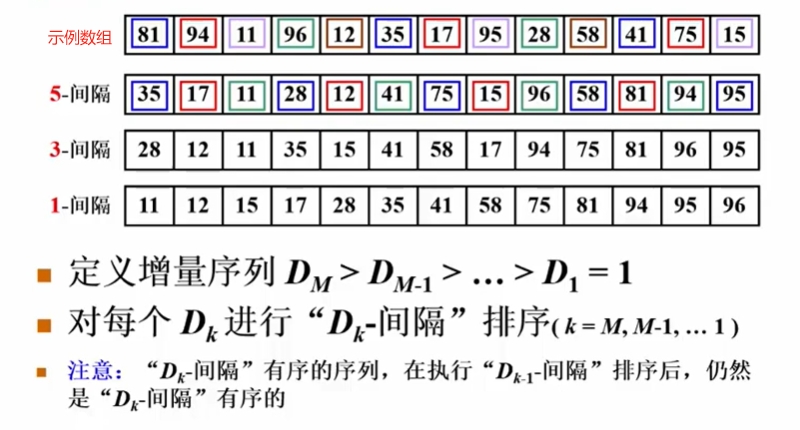 示例数组 81 94 11 96 12 35 17 95 28 58 41 75 15
5-间隔 35 17 11 28 12 41 75 15 96 58 81 94 95
3-间隔 28 12 11 35 15 41 58 17 94 75 81 96 95
1-间隔 11 12 15 17 28 35 41 58 75 81 94 95 96
■ 定义增量序列 D_M > D_{M-1} > … > D_1 = 1
■ 对每个 D_k 进行“D_k-间隔”排序( k = M, M-1, … 1 )
■ 注意：“D_k-间隔”有序的序列，在执行“D_{k-1}-间隔”排序后，仍然
是“D_k-间隔”有序的